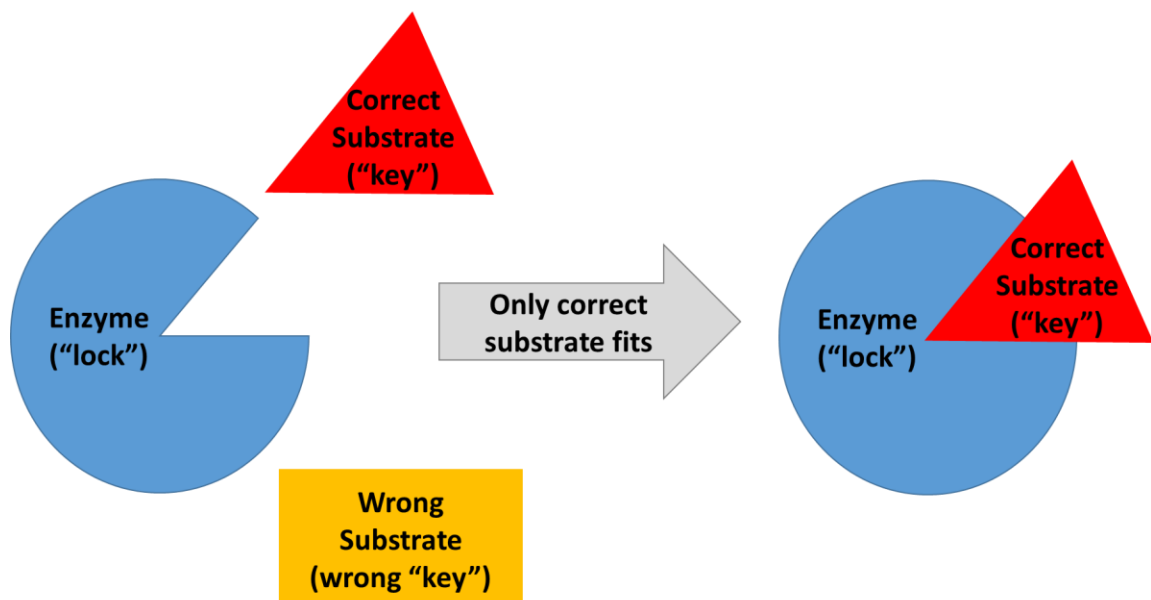 Correct
Substrate
(“key”)
Enzyme
(“lock”)
Wrong
Substrate
(wrong “key”)
Only correct
substrate fits
Enzyme
(“lock”)
Correct
Substrate
(“key”)